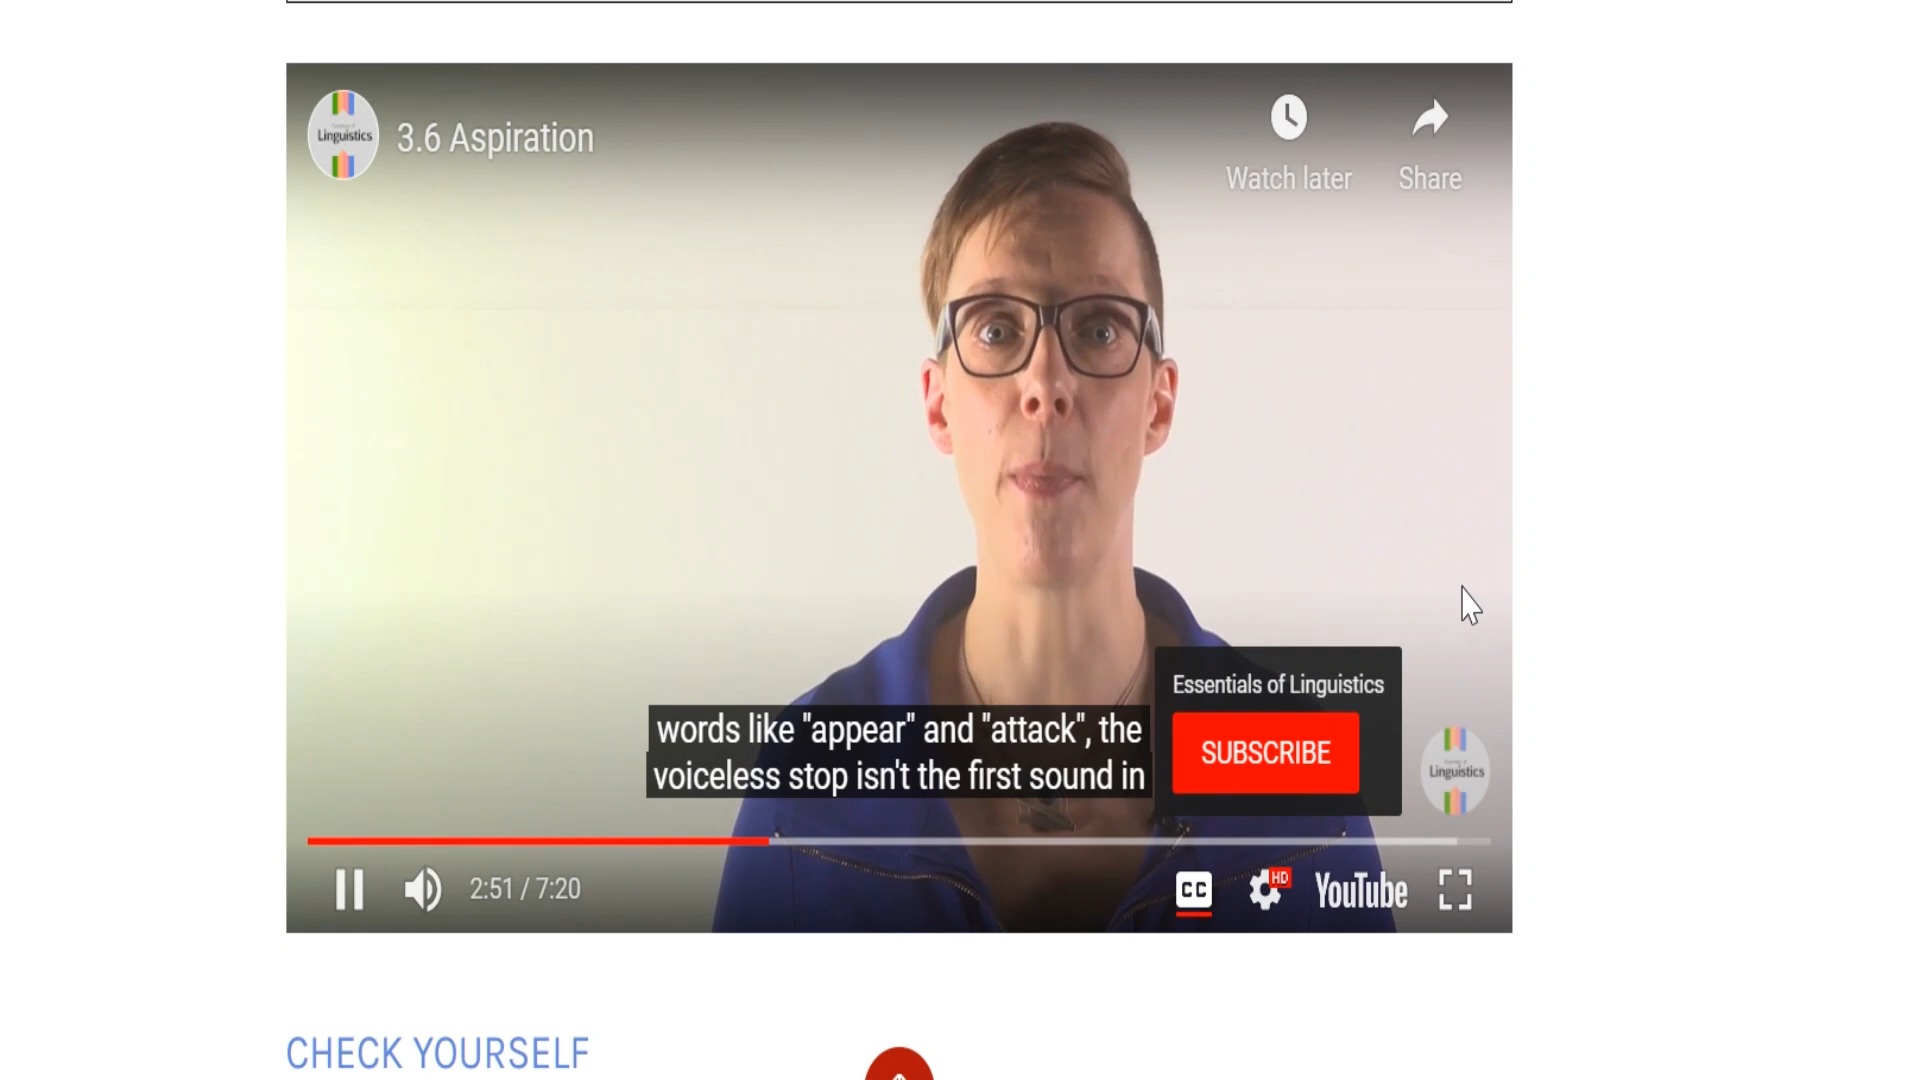 Linguistics
3.6 Aspiration
Watch later
Share
Essentials of Linguistics
SUBSCRIBE
words like "appear" and "attack", the
voiceless stop isn't the first sound in
Linguistics
2:51 / 7:20
CC
HD
YouTube
CHECK YOURSELF